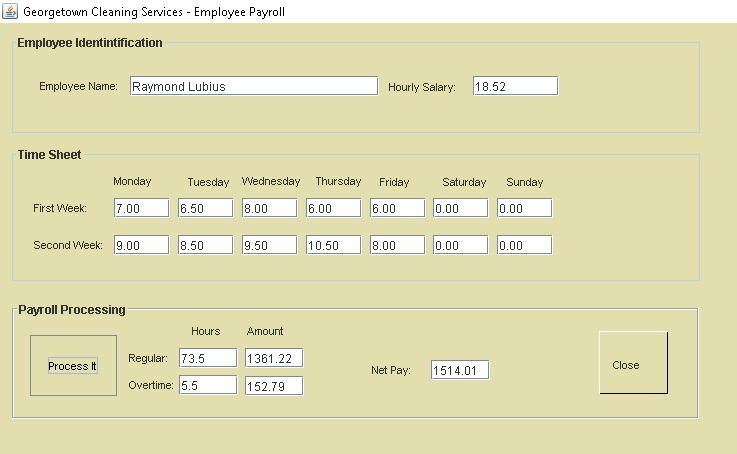 Georgetown Cleaning Services - Employee Payroll
Employee Identintification
Employee Name: Raymond Lubius Hourly Salary: 18.52
Time Sheet
Monday Tuesday Wednesday Thursday Friday Saturday Sunday
First Week: 7.00 6.50 8.00 6.00 6.00 0.00 0.00
Second Week: 9.00 8.50 9.50 10.50 8.00 0.00 0.00
Payroll Processing
Hours Amount
Process It Regular: 73.5 1361.22 Net Pay: 1514.01 Close
Overtime: 5.5 152.79